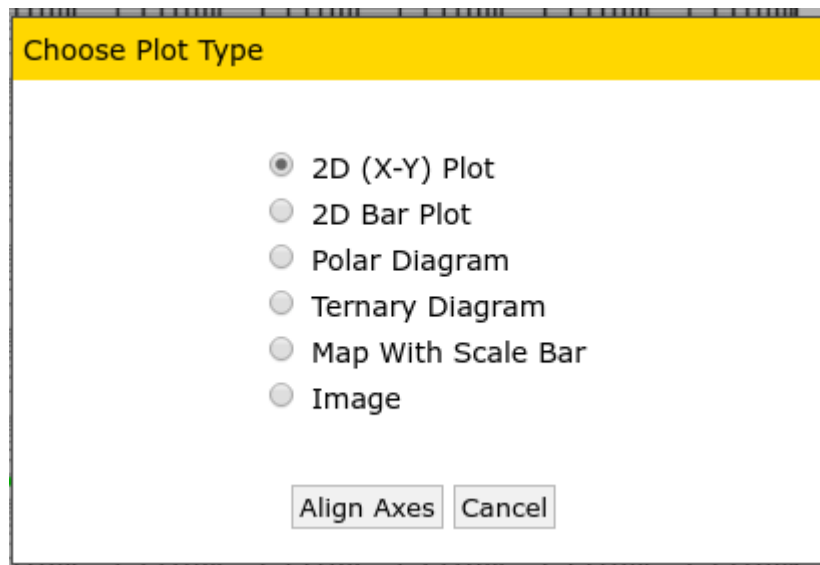 Choose Plot Type
2D (X-Y) Plot
2D Bar Plot
Polar Diagram
Ternary Diagram
Map With Scale Bar
Image
Align Axes Cancel